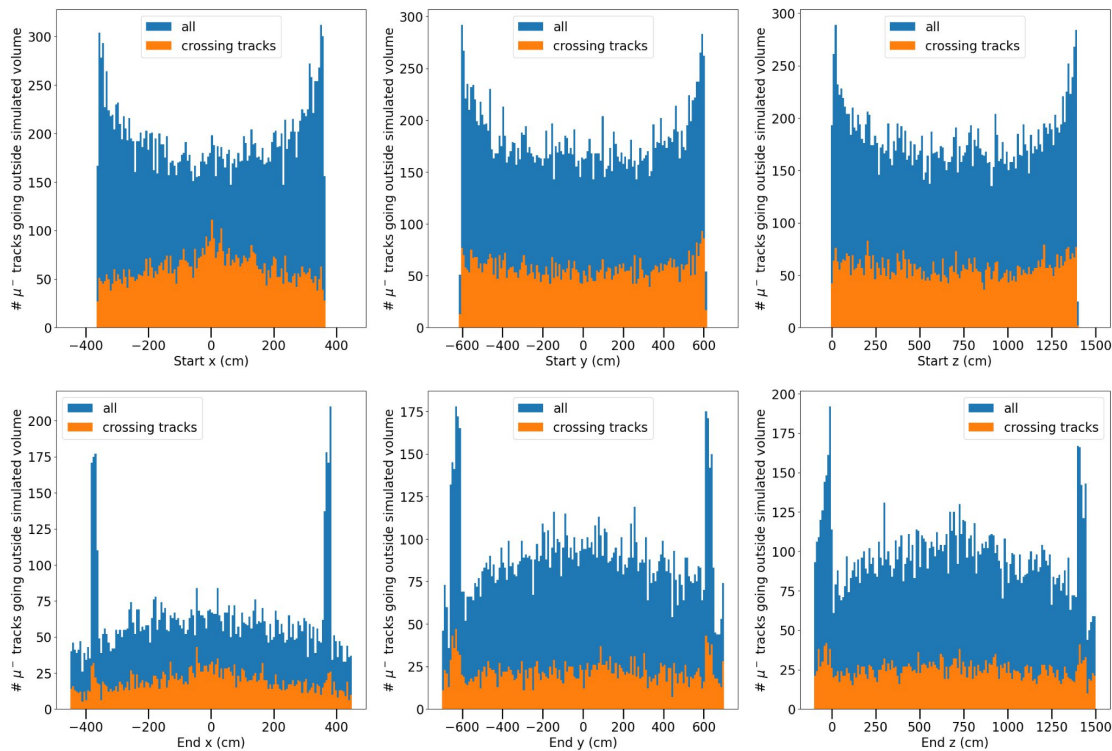 # μ⁻ tracks going outside simulated volume
300
250
200
150
100
50
0
all
crossing tracks
−400 −200 0 200 400
Start x (cm)
# μ⁻ tracks going outside simulated volume
300
250
200
150
100
50
0
all
crossing tracks
−600 −400 −200 0 200 400 600
Start y (cm)
# μ⁻ tracks going outside simulated volume
300
250
200
150
100
50
0
all
crossing tracks
0 250 500 750 1000 1250 1500
Start z (cm)
# μ⁻ tracks going outside simulated volume
200
175
150
125
100
75
50
25
0
all
crossing tracks
−400 −200 0 200 400
End x (cm)
# μ⁻ tracks going outside simulated volume
175
150
125
100
75
50
25
0
all
crossing tracks
−600 −400 −200 0 200 400 600
End y (cm)
# μ⁻ tracks going outside simulated volume
200
175
150
125
100
75
50
25
0
all
crossing tracks
0 250 500 750 1000 1250 1500
End z (cm)